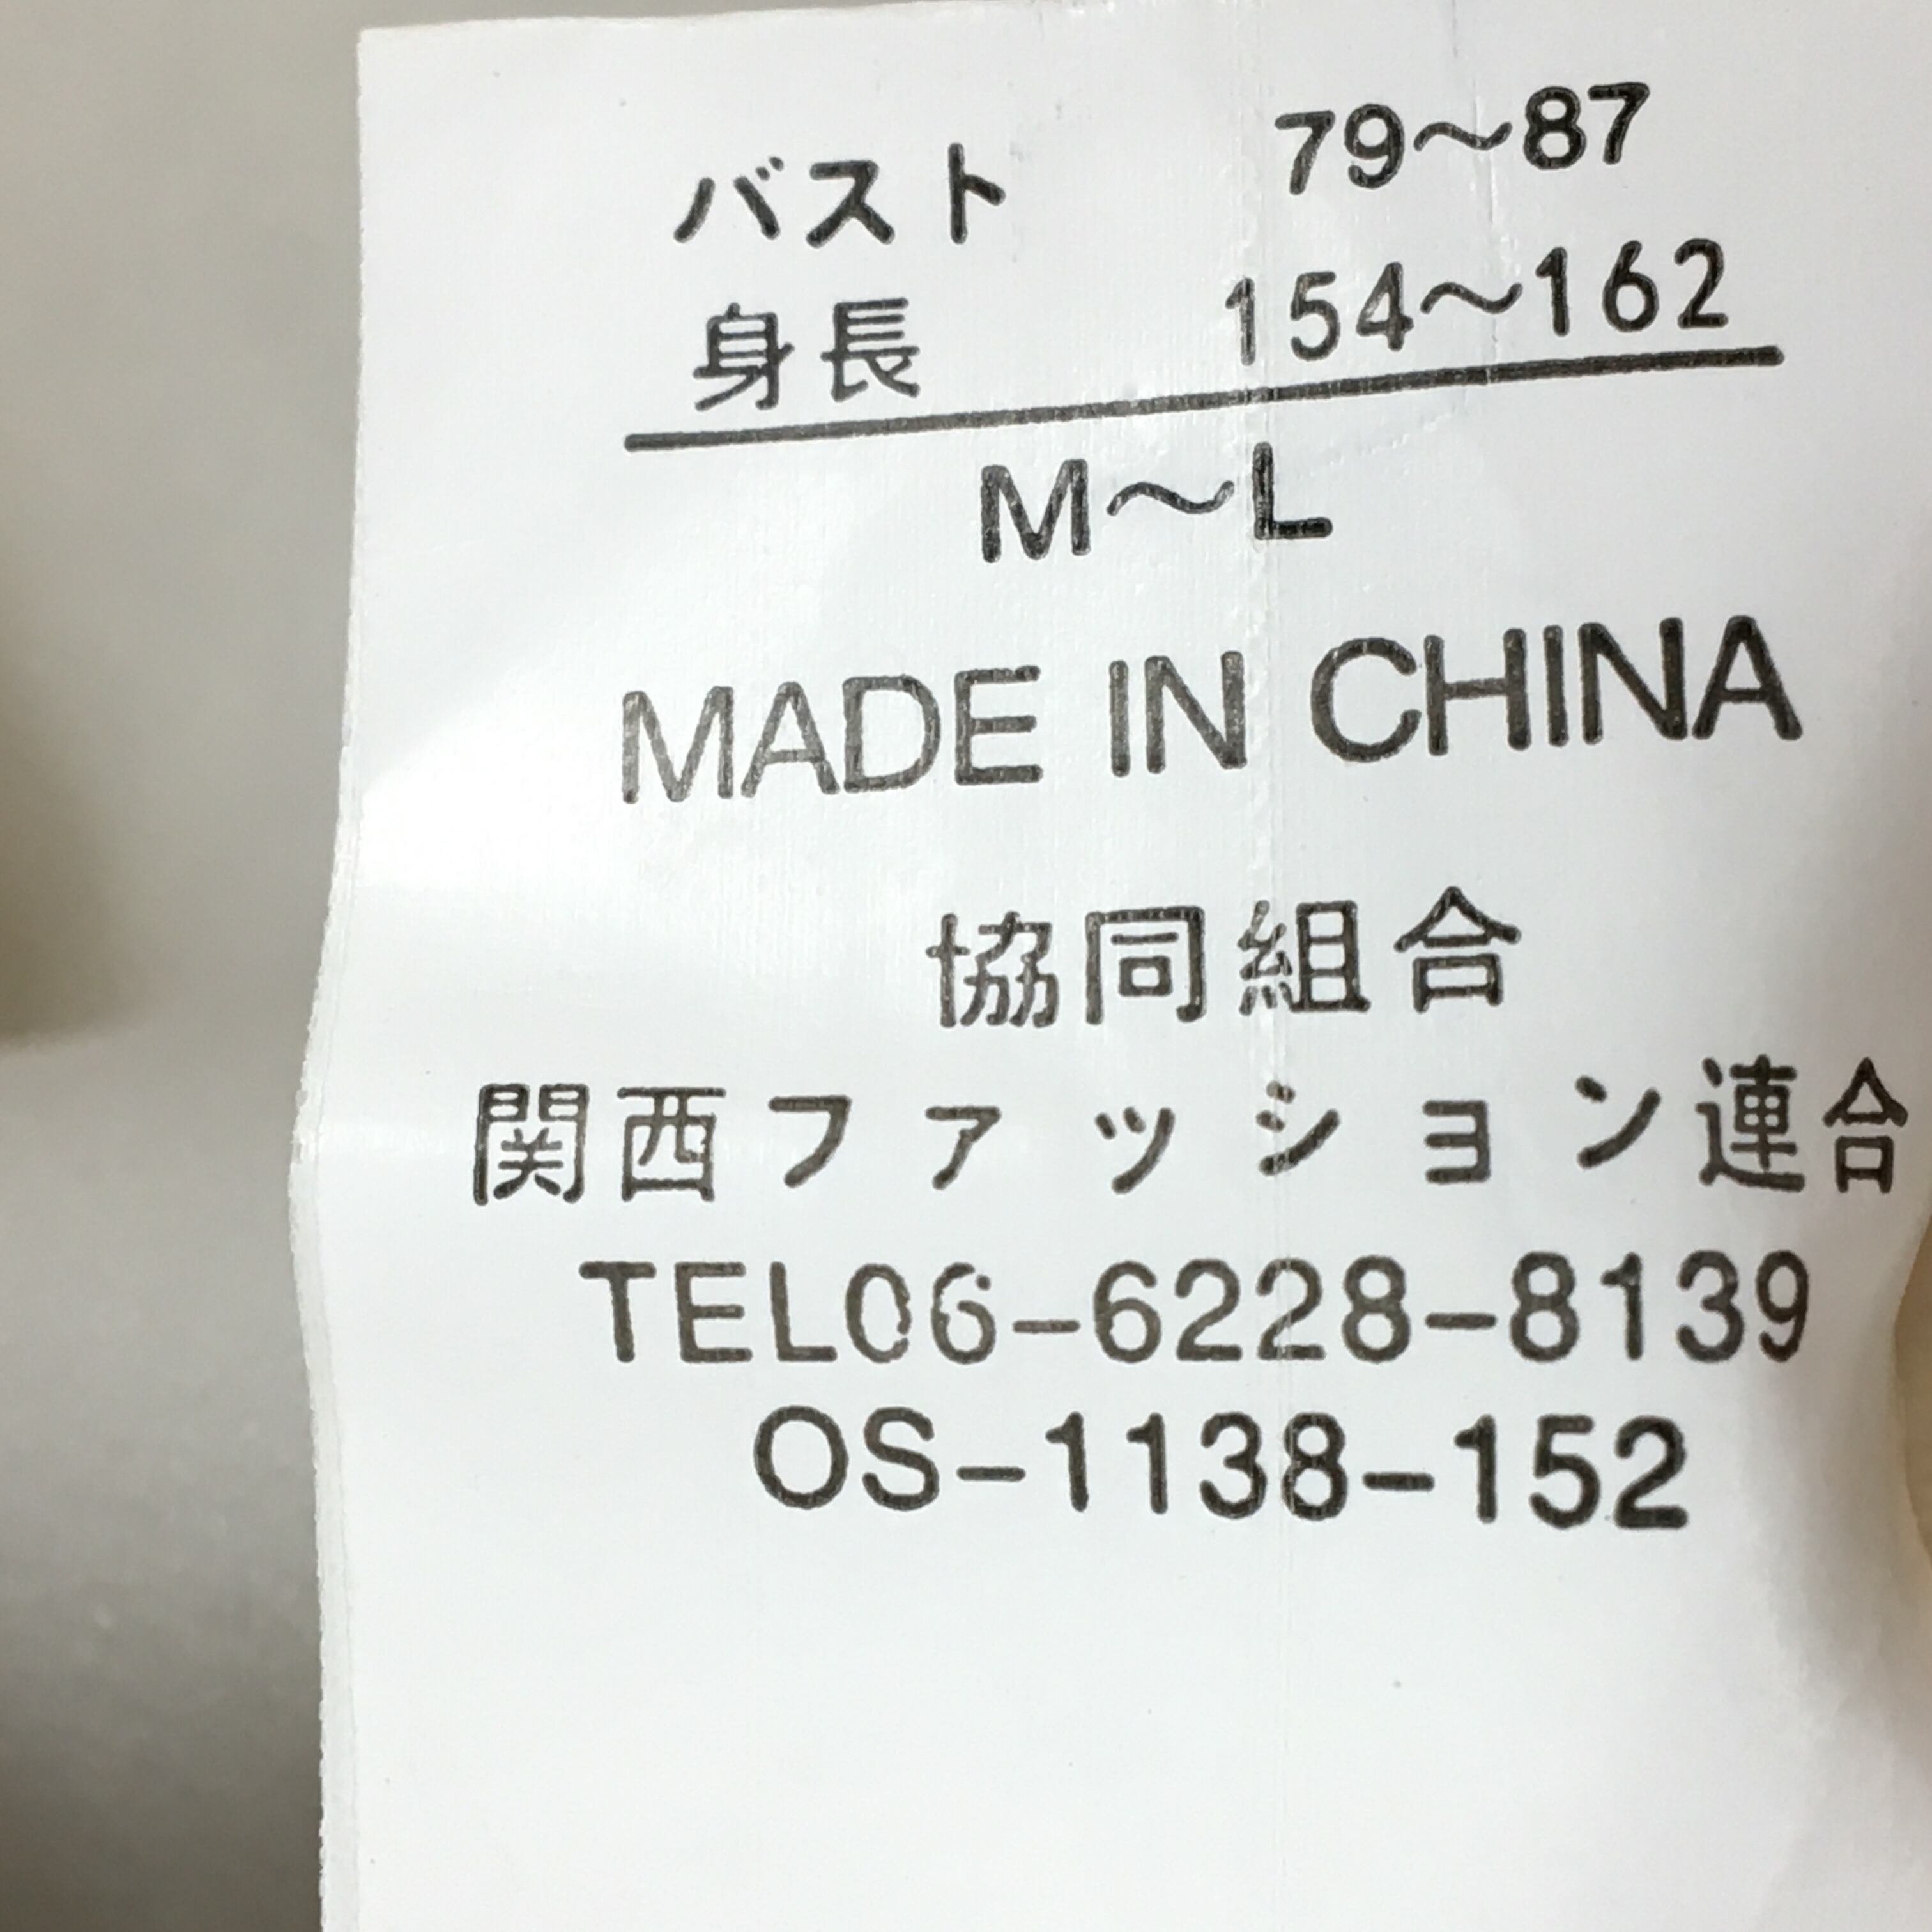 バスト 79～87
身長 154～162
M～L
MADE IN CHINA
協同組合
関西ファッション連合
TEL06-6228-8139
OS-1138-152